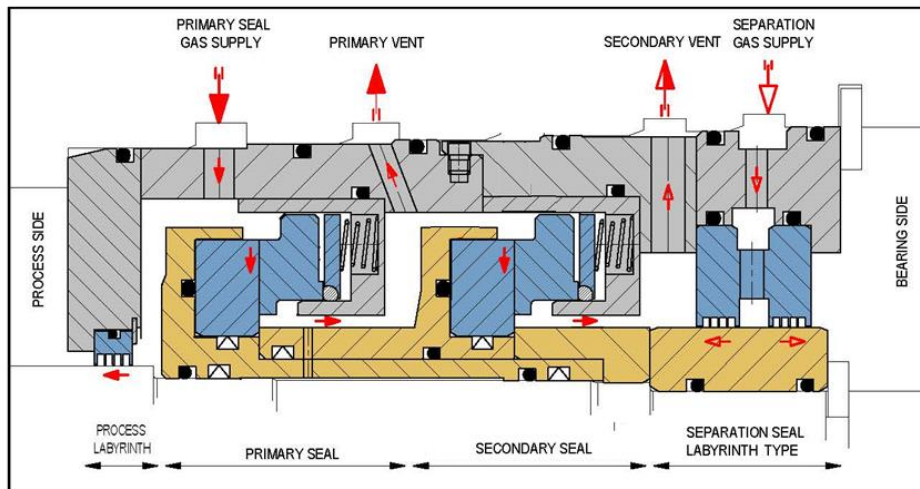 PRIMARY SEAL
GAS SUPPLY
PRIMARY VENT
SECONDARY VENT
SEPARATION
GAS SUPPLY
PROCESS SIDE
BEARING SIDE
PROCESS
LABYRINTH
PRIMARY SEAL
SECONDARY SEAL
SEPARATION SEAL
LABYRINTH TYPE